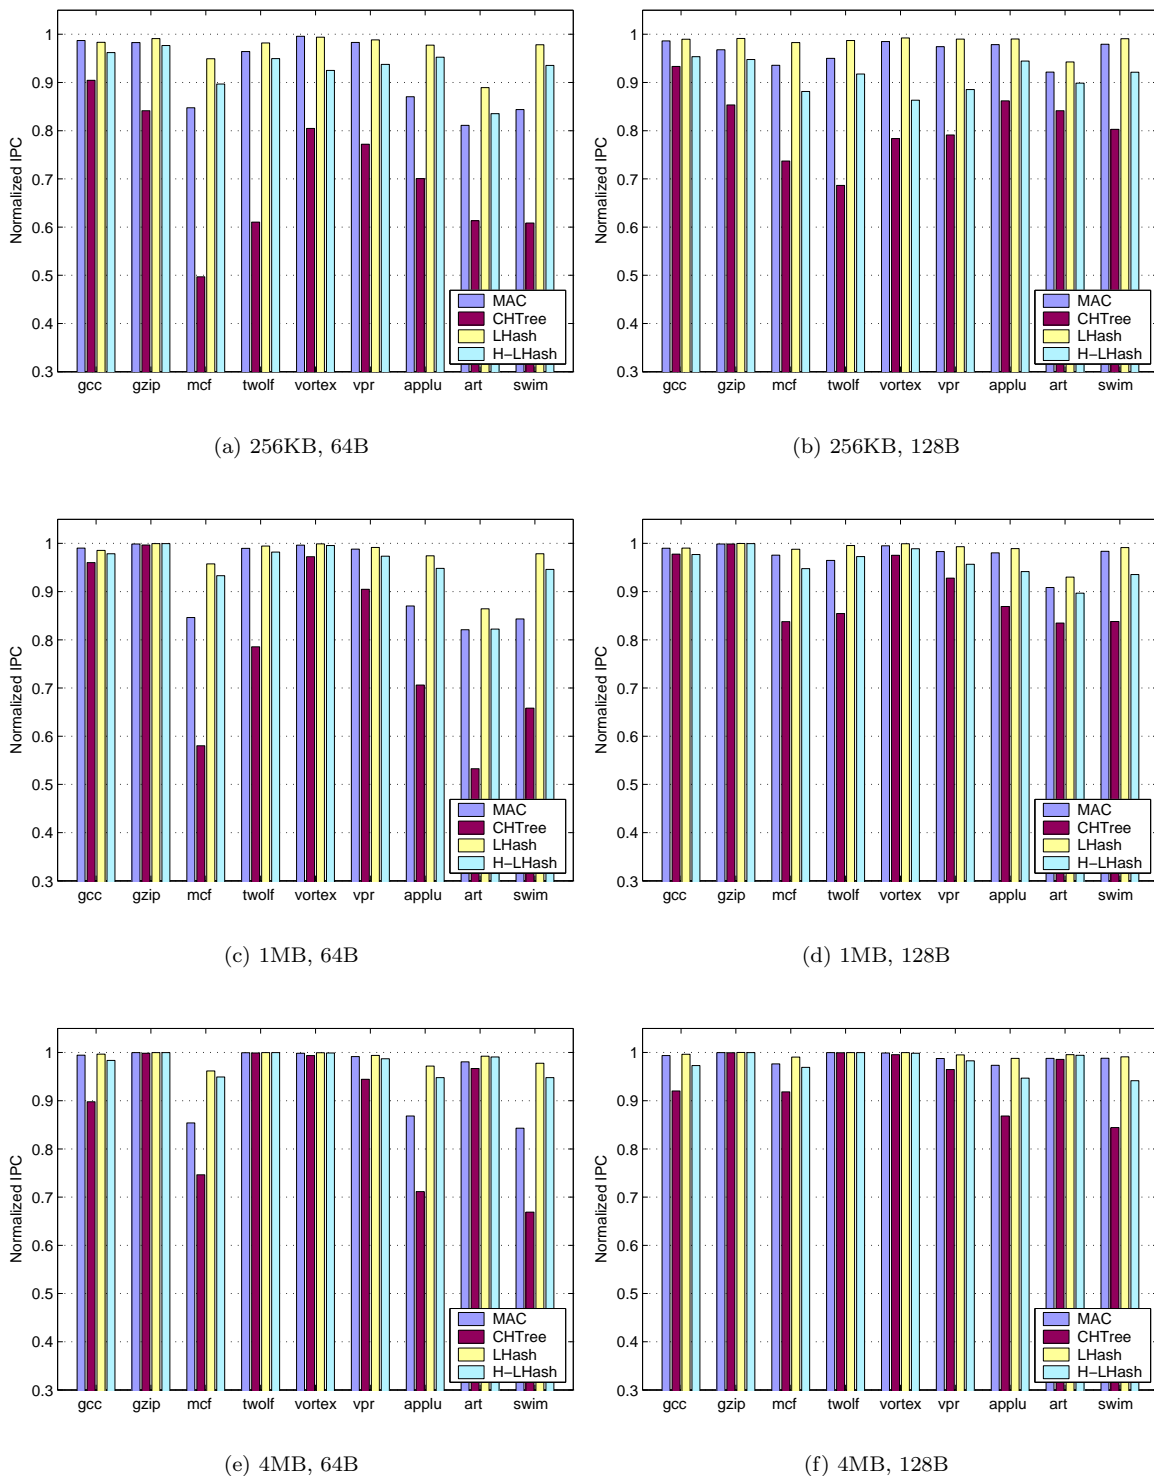 1
0.9
0.8
0.7
0.6
0.5
0.4
0.3
Normalized IPC
gcc gzip mcf twolf vortex vpr applu art swim
MAC
CHTree
LHash
H-LHash
(a) 256KB, 64B
1
0.9
0.8
0.7
0.6
0.5
0.4
0.3
Normalized IPC
gcc gzip mcf twolf vortex vpr applu art swim
MAC
CHTree
LHash
H-LHash
(b) 256KB, 128B
1
0.9
0.8
0.7
0.6
0.5
0.4
0.3
Normalized IPC
gcc gzip mcf twolf vortex vpr applu art swim
MAC
CHTree
LHash
H-LHash
(c) 1MB, 64B
1
0.9
0.8
0.7
0.6
0.5
0.4
0.3
Normalized IPC
gcc gzip mcf twolf vortex vpr applu art swim
MAC
CHTree
LHash
H-LHash
(d) 1MB, 128B
1
0.9
0.8
0.7
0.6
0.5
0.4
0.3
Normalized IPC
gcc gzip mcf twolf vortex vpr applu art swim
MAC
CHTree
LHash
H-LHash
(e) 4MB, 64B
1
0.9
0.8
0.7
0.6
0.5
0.4
0.3
Normalized IPC
gcc gzip mcf twolf vortex vpr applu art swim
MAC
CHTree
LHash
H-LHash
(f) 4MB, 128B